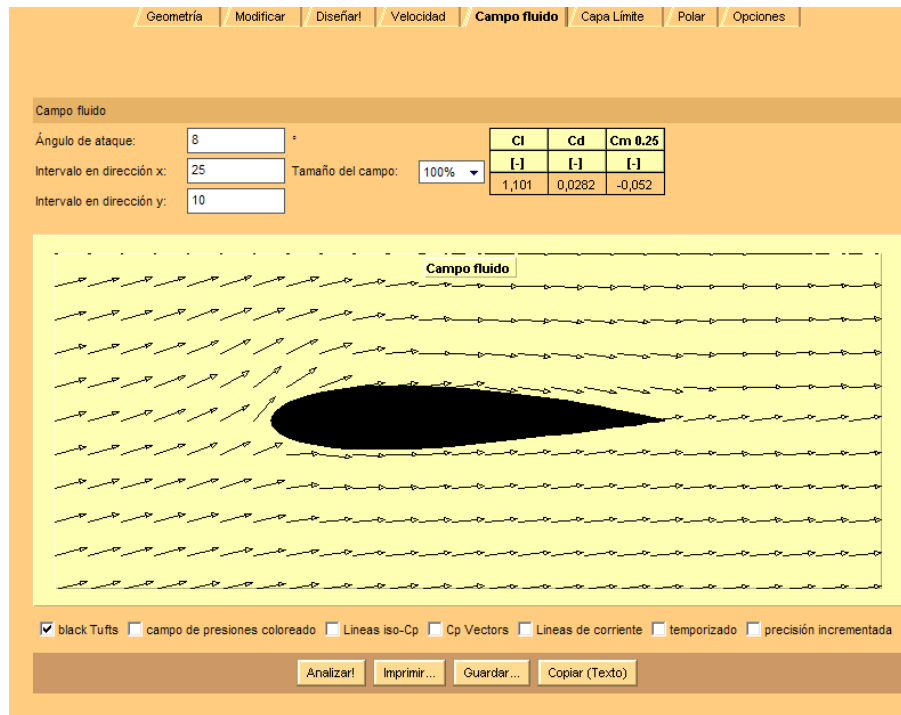 Geometría Modificar Diseñar! Velocidad Campo fluido Capa Límite Polar Opciones
Campo fluido
Ángulo de ataque: 8 ° Cl Cd Cm 0.25
Intervalo en dirección x: 25 Tamaño del campo: 100% [-] [-] [-]
1,101 0,0282 -0,052
Intervalo en dirección y: 10
Campo fluido
black Tufts campo de presiones coloreado Lineas iso-Cp Cp Vectors Lineas de corriente temporizado precisión incrementada
Analizar! Imprimir... Guardar... Copiar (Texto)